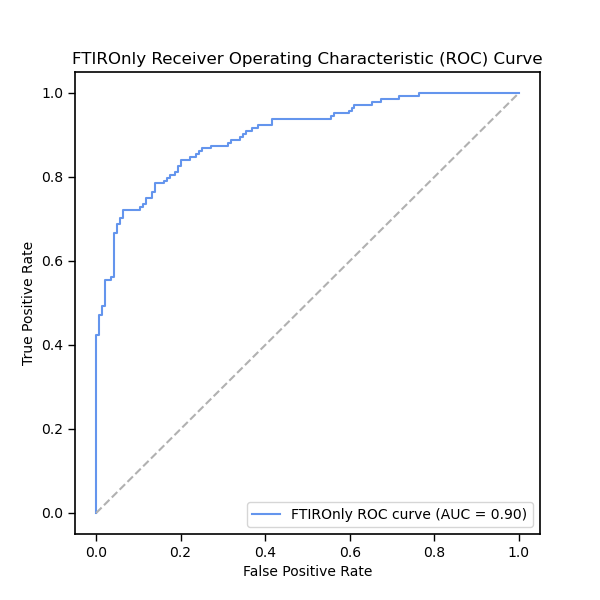 FTIROnly Receiver Operating Characteristic (ROC) Curve
True Positive Rate
1.0
0.8
0.6
0.4
0.2
0.0
FTIROnly ROC curve (AUC = 0.90)
0.0 0.2 0.4 0.6 0.8 1.0
False Positive Rate